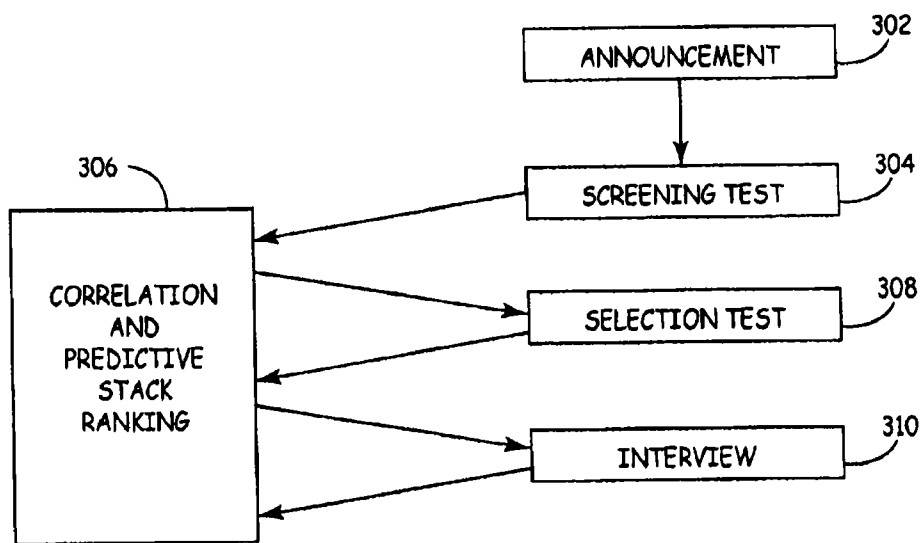 302
ANNOUNCEMENT
306
304
SCREENING TEST
CORRELATION
AND
PREDICTIVE
STACK
RANKING
308
SELECTION TEST
310
INTERVIEW